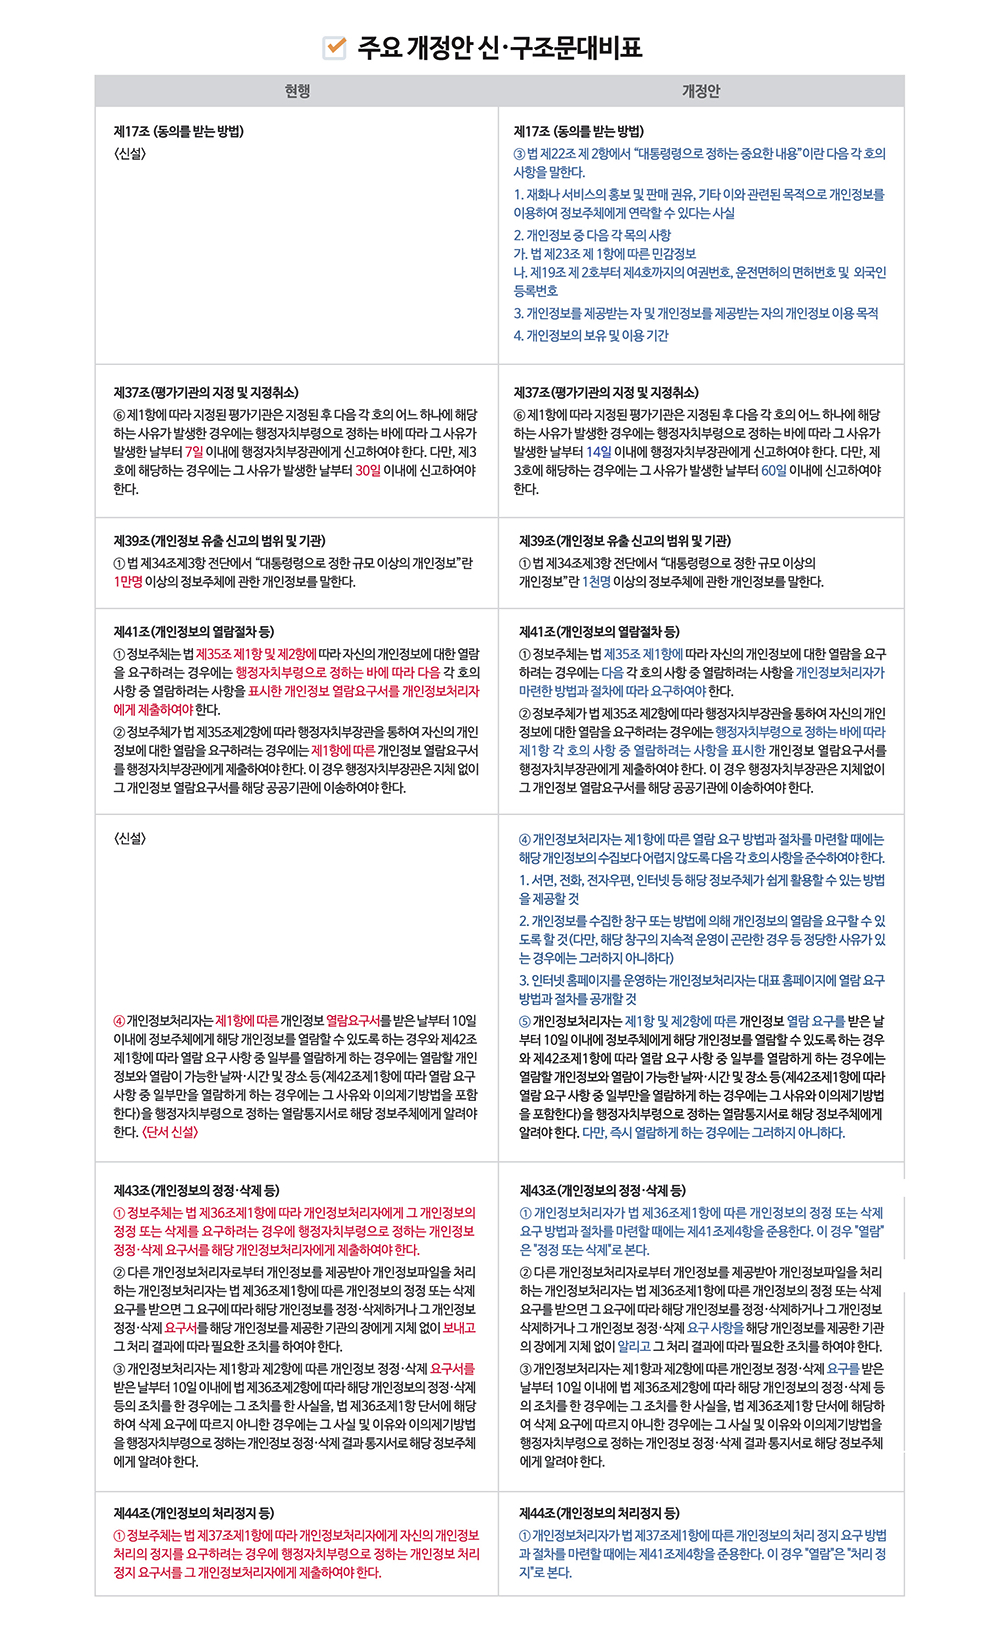 주요 개정안 신·구조문대비표
현행
개정안
제17조 (동의를 받는 방법)
〈신설〉
제17조 (동의를 받는 방법)
③ 법 제22조 제 2항에서 “대통령령으로 정하는 중요한 내용”이란 다음 각 호의
사항을 말한다.
1. 재화나 서비스의 홍보 및 판매 권유, 기타 이와 관련된 목적으로 개인정보를
이용하여 정보주체에게 연락할 수 있다는 사실
2. 개인정보 중 다음 각 목의 사항
가. 법 제23조 제 1항에 따른 민감정보
나. 제19조 제 2호부터 제4호까지의 여권번호, 운전면허의 면허번호 및 외국인
등록번호
3. 개인정보를 제공받는 자 및 개인정보를 제공받는 자의 개인정보 이용 목적
4. 개인정보의 보유 및 이용 기간
제37조(평가기관의 지정 및 지정취소)
⑥ 제1항에 따라 지정된 평가기관은 지정된 후 다음 각 호의 어느 하나에 해당
하는 사유가 발생한 경우에는 행정자치부령으로 정하는 바에 따라 그 사유가
발생한 날부터 7일 이내에 행정자치부장관에게 신고하여야 한다. 다만, 제3
호에 해당하는 경우에는 그 사유가 발생한 날부터 30일 이내에 신고하여야
한다.
제37조(평가기관의 지정 및 지정취소)
⑥ 제1항에 따라 지정된 평가기관은 지정된 후 다음 각 호의 어느 하나에 해당
하는 사유가 발생한 경우에는 행정자치부령으로 정하는 바에 따라 그 사유가
발생한 날부터 14일 이내에 행정자치부장관에게 신고하여야 한다. 다만, 제
3호에 해당하는 경우에는 그 사유가 발생한 날부터 60일 이내에 신고하여야
한다.
제39조(개인정보 유출 신고의 범위 및 기관)
① 법 제34조제3항 전단에서 “대통령령으로 정한 규모 이상의 개인정보”란
1만명 이상의 정보주체에 관한 개인정보를 말한다.
제39조(개인정보 유출 신고의 범위 및 기관)
① 법 제34조제3항 전단에서 “대통령령으로 정한 규모 이상의
개인정보”란 1천명 이상의 정보주체에 관한 개인정보를 말한다.
제41조(개인정보의 열람절차 등)
① 정보주체는 법 제35조 제1항 및 제2항에 따라 자신의 개인정보에 대한 열람
을 요구하려는 경우에는 행정자치부령으로 정하는 바에 따라 다음 각 호의
사항 중 열람하려는 사항을 표시한 개인정보 열람요구서를 개인정보처리자
에게 제출하여야 한다.
② 정보주체가 법 제35조제2항에 따라 행정자치부장관을 통하여 자신의 개인
정보에 대한 열람을 요구하려는 경우에는 제1항에 따른 개인정보 열람요구서
를 행정자치부장관에게 제출하여야 한다. 이 경우 행정자치부장관은 지체 없이
그 개인정보 열람요구서를 해당 공공기관에 이송하여야 한다.
제41조(개인정보의 열람절차 등)
① 정보주체는 법 제35조 제1항에 따라 자신의 개인정보에 대한 열람을 요구
하려는 경우에는 다음 각 호의 사항 중 열람하려는 사항을 개인정보처리자가
마련한 방법과 절차에 따라 요구하여야 한다.
② 정보주체가 법 제35조 제2항에 따라 행정자치부장관을 통하여 자신의 개인
정보에 대한 열람을 요구하려는 경우에는 행정자치부령으로 정하는 바에 따라
제1항 각 호의 사항 중 열람하려는 사항을 표시한 개인정보 열람요구서를
행정자치부장관에게 제출하여야 한다. 이 경우 행정자치부장관은 지체없이
그 개인정보 열람요구서를 해당 공공기관에 이송하여야 한다.
〈신설〉
④ 개인정보처리자는 제1항에 따른 개인정보 열람요구서를 받은 날부터 10일
이내에 정보주체에게 해당 개인정보를 열람할 수 있도록 하는 경우와 제42조
제1항에 따라 열람 요구 사항 중 일부를 열람하게 하는 경우에는 열람할 개인
정보와 열람이 가능한 날짜·시간 및 장소 등(제42조제1항에 따라 열람 요구
사항 중 일부만을 열람하게 하는 경우에는 그 사유와 이의제기방법을 포함
한다)을 행정자치부령으로 정하는 열람통지서로 해당 정보주체에게 알려야
한다. 〈단서 신설〉
④ 개인정보처리자는 제1항에 따른 열람 요구 방법과 절차를 마련할 때에는
해당 개인정보의 수집보다 어렵지 않도록 다음 각 호의 사항을 준수하여야 한다.
1. 서면, 전화, 전자우편, 인터넷 등 해당 정보주체가 쉽게 활용할 수 있는 방법
을 제공할 것
2. 개인정보를 수집한 창구 또는 방법에 의해 개인정보의 열람을 요구할 수 있
도록 할 것(다만, 해당 창구의 지속적 운영이 곤란한 경우 등 정당한 사유가 있
는 경우에는 그러하지 아니하다)
3. 인터넷 홈페이지를 운영하는 개인정보처리자는 대표 홈페이지에 열람 요구
방법과 절차를 공개할 것
⑤ 개인정보처리자는 제1항 및 제2항에 따른 개인정보 열람 요구를 받은 날
부터 10일 이내에 정보주체에게 해당 개인정보를 열람할 수 있도록 하는 경우
와 제42조제1항에 따라 열람 요구 사항 중 일부를 열람하게 하는 경우에는
열람할 개인정보와 열람이 가능한 날짜·시간 및 장소 등(제42조제1항에 따라
열람 요구 사항 중 일부만을 열람하게 하는 경우에는 그 사유와 이의제기방법
을 포함한다)을 행정자치부령으로 정하는 열람통지서로 해당 정보주체에게
알려야 한다. 다만, 즉시 열람하게 하는 경우에는 그러하지 아니하다.
제43조(개인정보의 정정·삭제 등)
① 정보주체는 법 제36조제1항에 따라 개인정보처리자에게 그 개인정보의
정정 또는 삭제를 요구하려는 경우에 행정자치부령으로 정하는 개인정보
정정·삭제 요구서를 해당 개인정보처리자에게 제출하여야 한다.
② 다른 개인정보처리자로부터 개인정보를 제공받아 개인정보파일을 처리
하는 개인정보처리자는 법 제36조제1항에 따른 개인정보의 정정 또는 삭제
요구를 받으면 그 요구에 따라 해당 개인정보를 정정·삭제하거나 그 개인정보
정정·삭제 요구서를 해당 개인정보를 제공한 기관의 장에게 지체 없이 보내고
그 처리 결과에 따라 필요한 조치를 하여야 한다.
③ 개인정보처리자는 제1항과 제2항에 따른 개인정보 정정·삭제 요구서를
받은 날부터 10일 이내에 법 제36조제2항에 따라 해당 개인정보의 정정·삭제
등의 조치를 한 경우에는 그 조치를 한 사실을, 법 제36조제1항 단서에 해당
하여 삭제 요구에 따르지 아니한 경우에는 그 사실 및 이유와 이의제기방법
을 행정자치부령으로 정하는 개인정보 정정·삭제 결과 통지서로 해당 정보주체
에게 알려야 한다.
제43조(개인정보의 정정·삭제 등)
① 개인정보처리자가 법 제36조제1항에 따른 개인정보의 정정 또는 삭제
요구 방법과 절차를 마련할 때에는 제41조제4항을 준용한다. 이 경우 "열람"
은 "정정 또는 삭제"로 본다.
② 다른 개인정보처리자로부터 개인정보를 제공받아 개인정보파일을 처리
하는 개인정보처리자는 법 제36조제1항에 따른 개인정보의 정정 또는 삭제
요구를 받으면 그 요구에 따라 해당 개인정보를 정정·삭제하거나 그 개인정보
삭제하거나 그 개인정보 정정·삭제 요구 사항을 해당 개인정보를 제공한 기관
의 장에게 지체 없이 알리고 그 처리 결과에 따라 필요한 조치를 하여야 한다.
③ 개인정보처리자는 제1항과 제2항에 따른 개인정보 정정·삭제 요구를 받은
날부터 10일 이내에 법 제36조제2항에 따라 해당 개인정보의 정정·삭제 등
의 조치를 한 경우에는 그 조치를 한 사실을, 법 제36조제1항 단서에 해당하
여 삭제 요구에 따르지 아니한 경우에는 그 사실 및 이유와 이의제기방법을
행정자치부령으로 정하는 개인정보 정정·삭제 결과 통지서로 해당 정보주체
에게 알려야 한다.
제44조(개인정보의 처리정지 등)
① 정보주체는 법 제37조제1항에 따라 개인정보처리자에게 자신의 개인정보
처리의 정지를 요구하려는 경우에 행정자치부령으로 정하는 개인정보 처리
정지 요구서를 그 개인정보처리자에게 제출하여야 한다.
제44조(개인정보의 처리정지 등)
① 개인정보처리자가 법 제37조제1항에 따른 개인정보의 처리 정지 요구 방법
과 절차를 마련할 때에는 제41조제4항을 준용한다. 이 경우 "열람"은 "처리 정
지"로 본다.